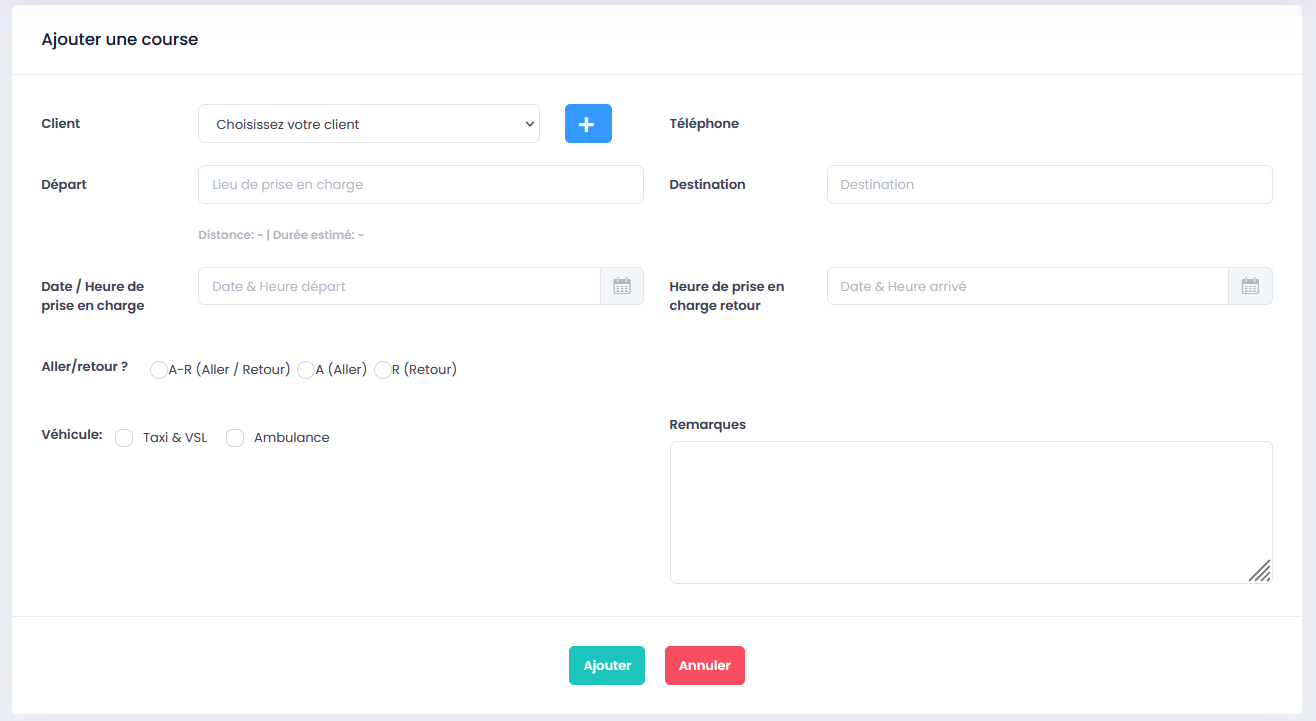 Ajouter une course
Client
Choisissez votre client
+
Téléphone
Départ
Lieu de prise en charge
Destination
Destination
Distance: - | Durée estimé: -
Date / Heure de
prise en charge
Date & Heure départ
Heure de prise en
charge retour
Date & Heure arrivé
Aller/retour ?
A-R (Aller / Retour)
A (Aller)
R (Retour)
Véhicule:
Taxi & VSL
Ambulance
Remarques
Ajouter
Annuler